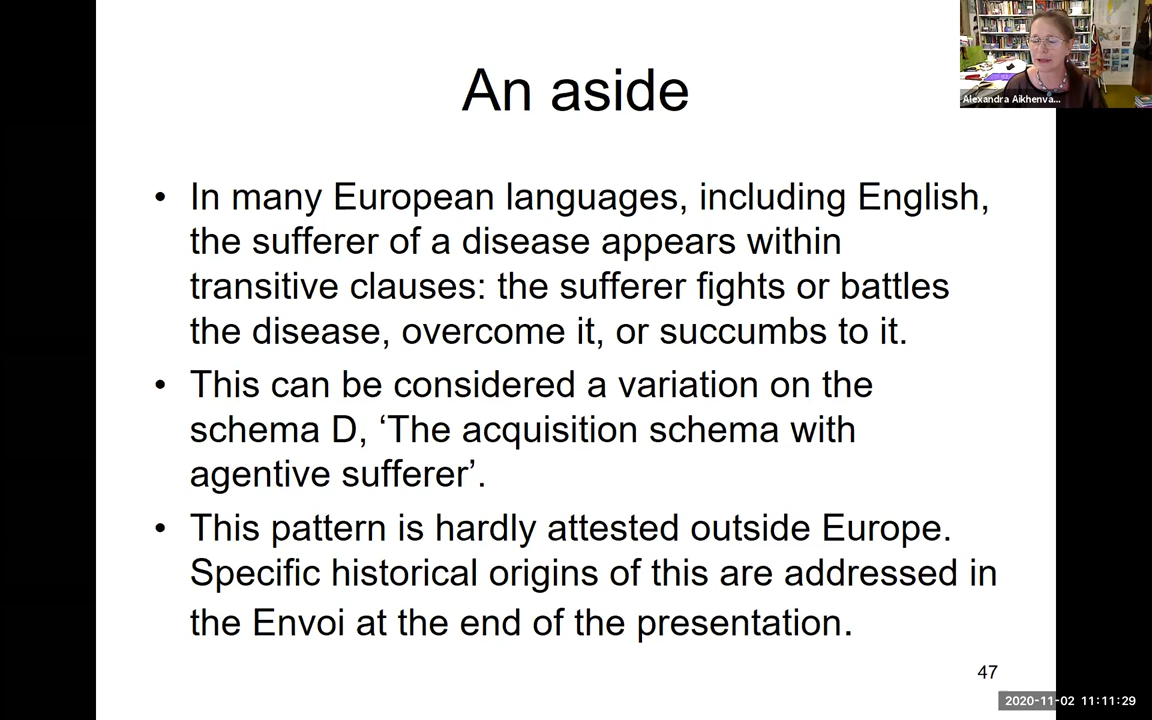 An aside
Alexandra Aikhenva...
• In many European languages, including English,
the sufferer of a disease appears within
transitive clauses: the sufferer fights or battles
the disease, overcome it, or succumbs to it.
• This can be considered a variation on the
schema D, ‘The acquisition schema with
agentive sufferer’.
• This pattern is hardly attested outside Europe.
Specific historical origins of this are addressed in
the Envoi at the end of the presentation.
47
2020-11-02 11:11:29